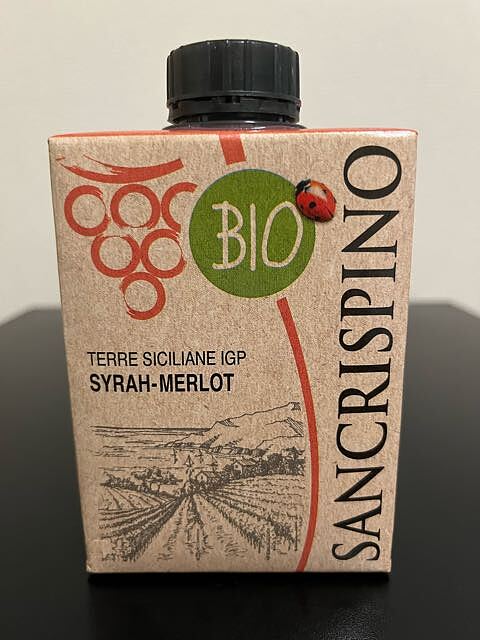 BIO
TERRE SICILIANE IGP
SYRAH-MERLOT
SANCRISPINO